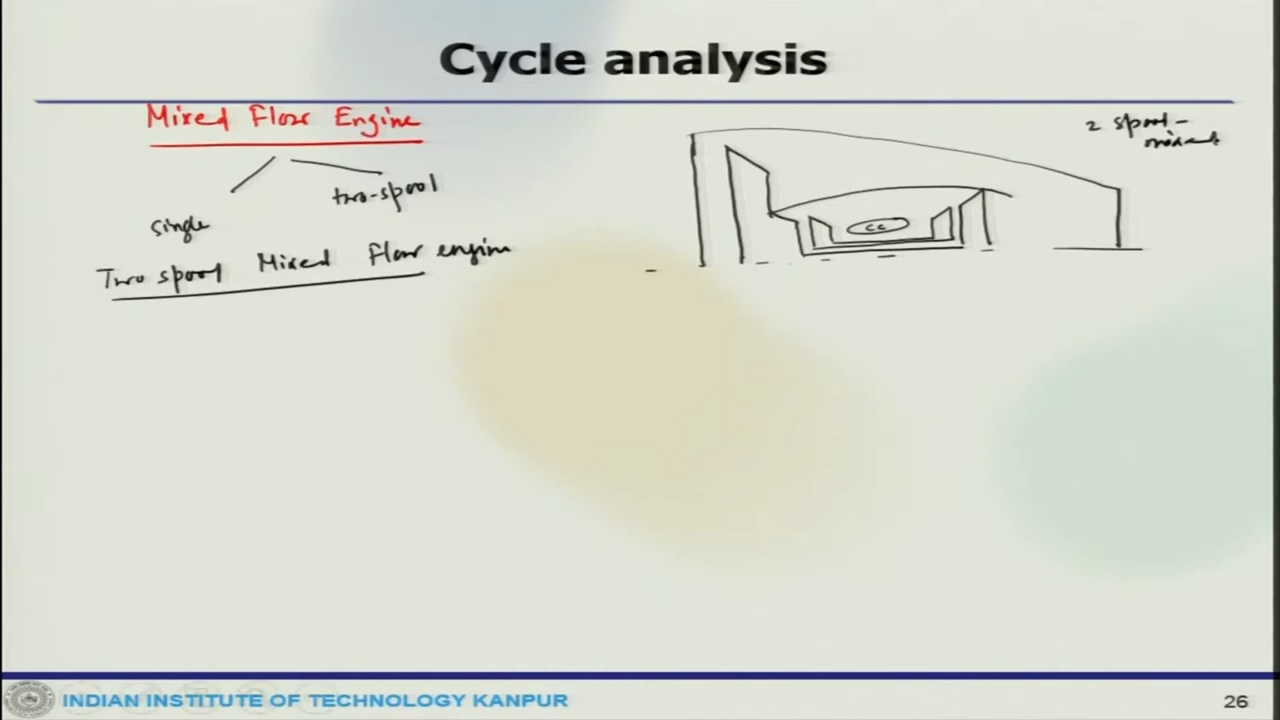 Cycle analysis
Mixed Flow Engine
single
two-spool
Two spool Mixed Flow engine
2 spool-
mixed
CC
INDIAN INSTITUTE OF TECHNOLOGY KANPUR
26